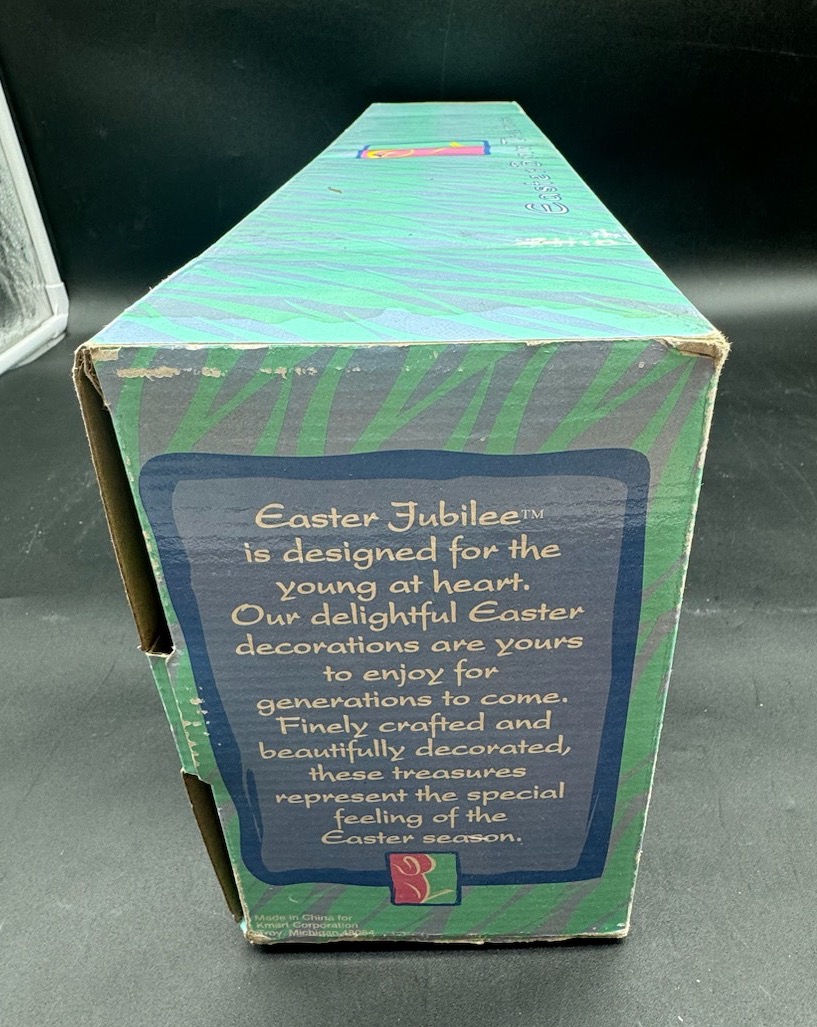 Easter
Easter Jubilee™
is designed for the
young at heart.
Our delightful Easter
decorations are yours
to enjoy for
generations to come.
Finely crafted and
beautifully decorated,
these treasures
represent the special
feeling of the
Easter season.
Made in China for
Kmart Corporation
Michigan 48084